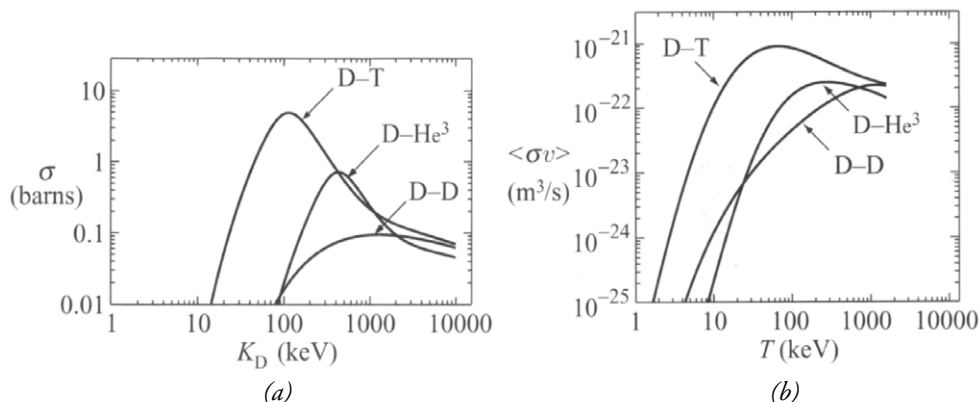 10
1
0.1
0.01
σ
(barns)
D–T
D–He³
D–D
1 10 100 1000 10000
K_D (keV)
(a)
10⁻²¹
10⁻²²
10⁻²³
10⁻²⁴
10⁻²⁵
<σv>
(m³/s)
D–T
D–He³
D–D
1 10 100 1000 10000
T (keV)
(b)